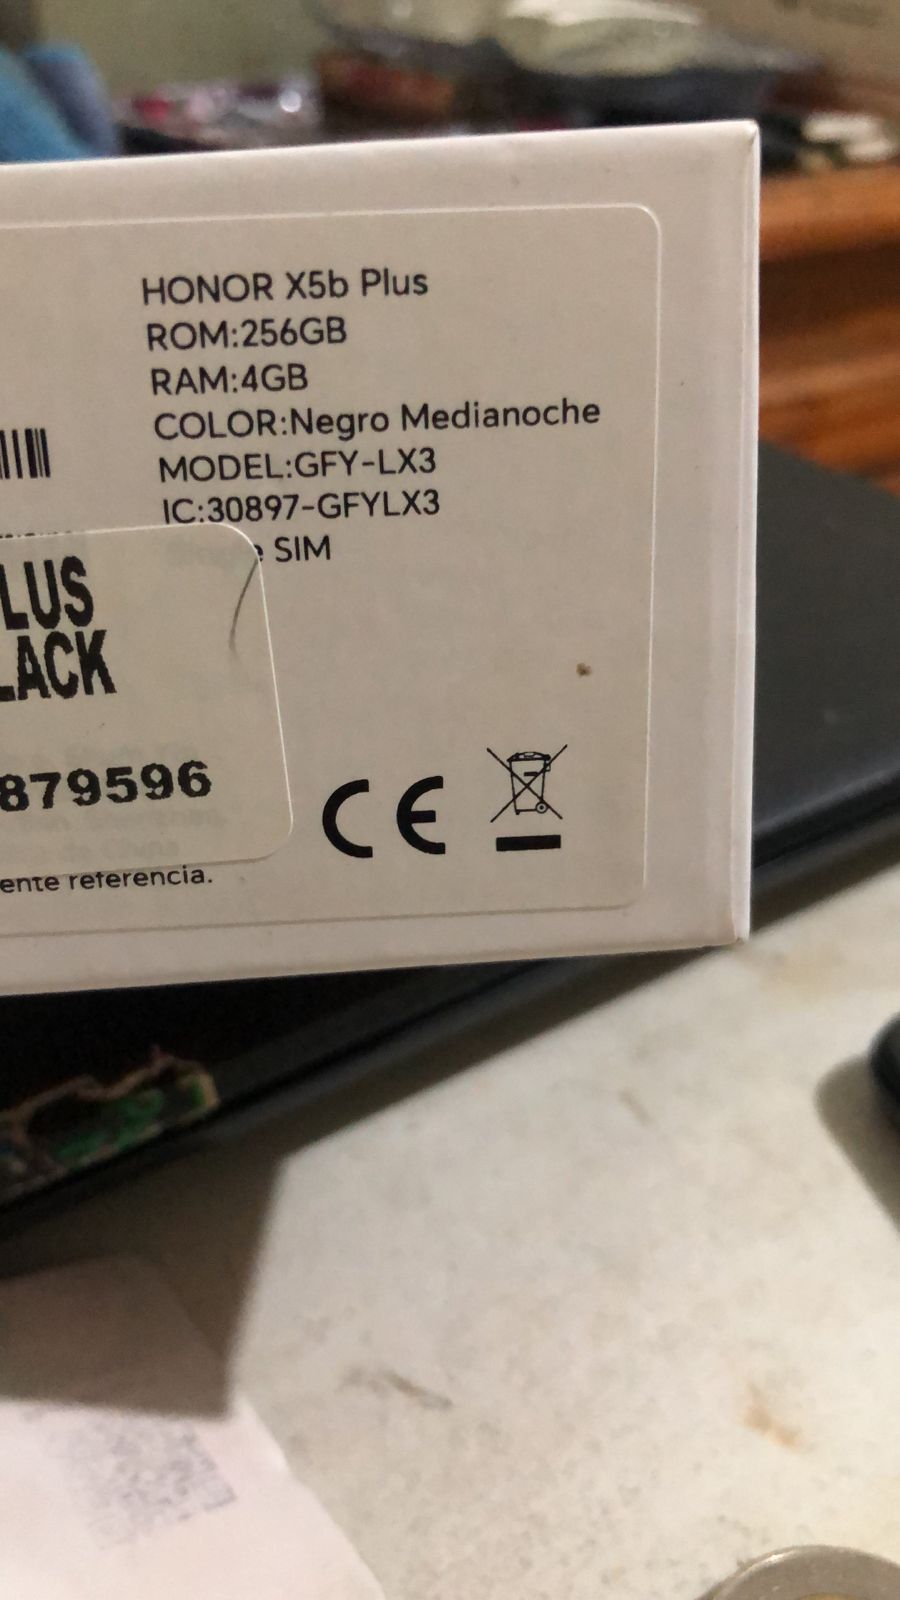 HONOR X5b Plus
ROM:256GB
RAM:4GB
COLOR:Negro Medianoche
MODEL:GFY-LX3
IC:30897-GFYLX3
SIM
LUS
LACK
879596
ente referencia.
CE